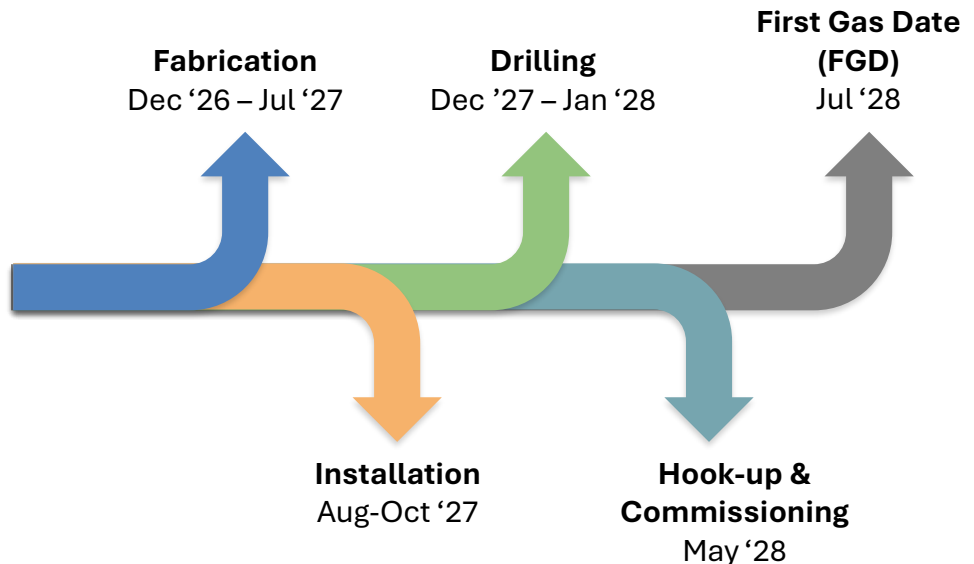 Fabrication
Dec ‘26 – Jul ‘27
Installation
Aug-Oct ‘27
Drilling
Dec ’27 – Jan ‘28
Hook-up &
Commissioning
May ‘28
First Gas Date
(FGD)
Jul ‘28